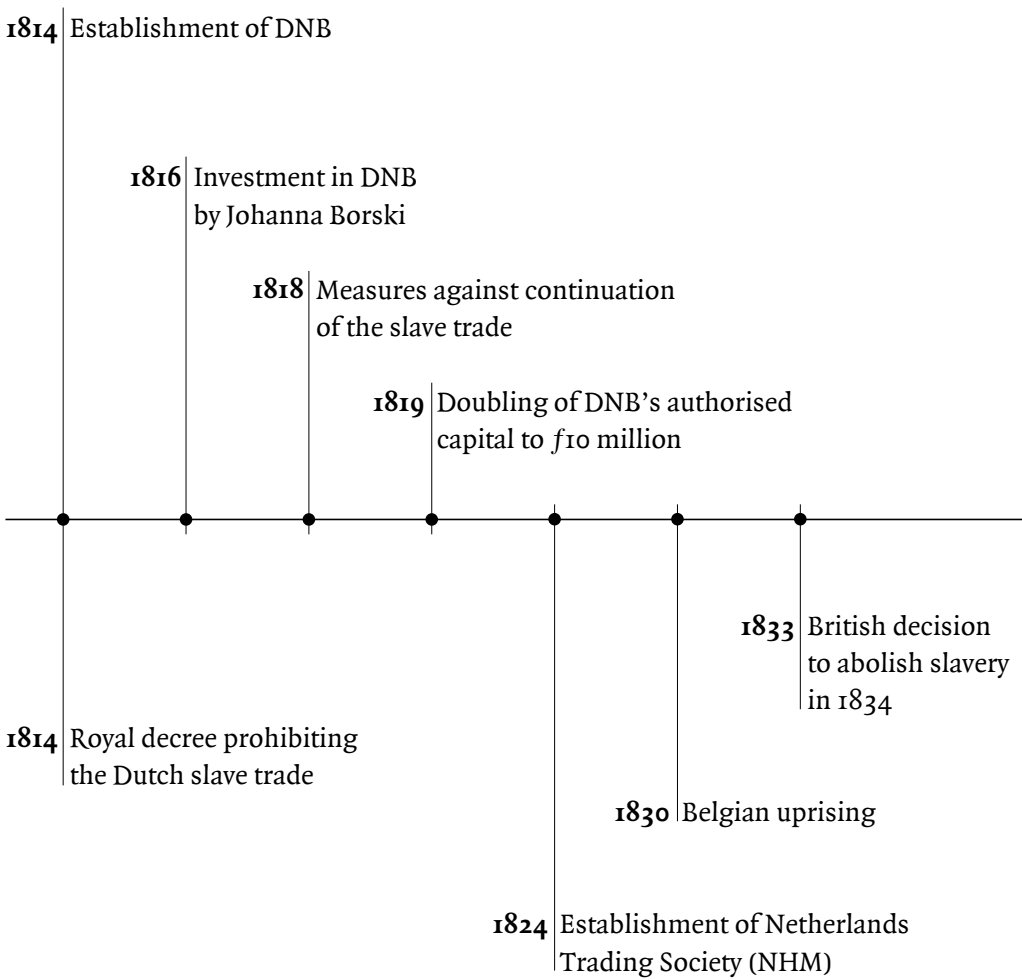 1814 Establishment of DNB
1816 Investment in DNB
by Johanna Borski
1818 Measures against continuation
of the slave trade
1819 Doubling of DNB’s authorised
capital to ƒ10 million
1833 British decision
to abolish slavery
in 1834
1814 Royal decree prohibiting
the Dutch slave trade
1830 Belgian uprising
1824 Establishment of Netherlands
Trading Society (NHM)